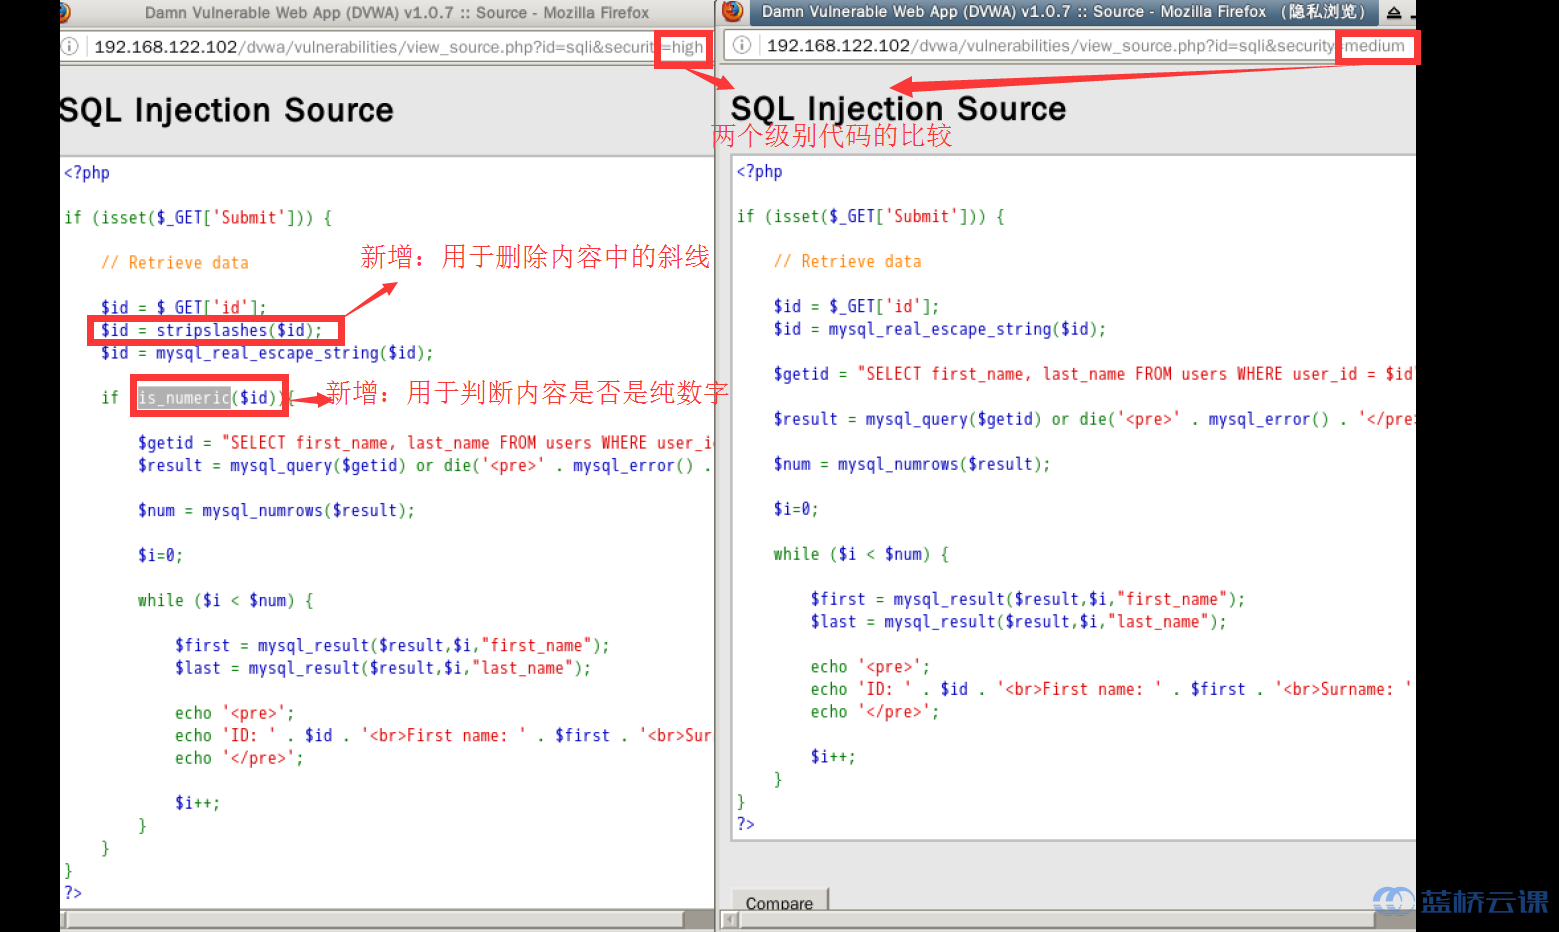 Damn Vulnerable Web App (DVWA) v1.0.7 :: Source - Mozilla Firefox
192.168.122.102/dvwa/vulnerabilities/view_source.php?id=sqli&securit=high
SQL Injection Source
<?php
if (isset($_GET['Submit'])) {
// Retrieve data
新增：用于删除内容中的斜线
$id = $_GET['id'];
$id = stripslashes($id);
$id = mysql_real_escape_string($id);
if (is_numeric($id)){
新增：用于判断内容是否是纯数字
$getid = "SELECT first_name, last_name FROM users WHERE user_i
$result = mysql_query($getid) or die('<pre>' . mysql_error() .
$num = mysql_numrows($result);
$i=0;
while ($i < $num) {
$first = mysql_result($result,$i,"first_name");
$last = mysql_result($result,$i,"last_name");
echo '<pre>';
echo 'ID: ' . $id . '<br>First name: ' . $first . '<br>Sur
echo '</pre>';
$i++;
}
}
}
?>
Damn Vulnerable Web App (DVWA) v1.0.7 :: Source - Mozilla Firefox （隐私浏览）
192.168.122.102/dvwa/vulnerabilities/view_source.php?id=sqli&security=medium
SQL Injection Source
两个级别代码的比较
<?php
if (isset($_GET['Submit'])) {
// Retrieve data
$id = $_GET['id'];
$id = mysql_real_escape_string($id);
$getid = "SELECT first_name, last_name FROM users WHERE user_id = $id
$result = mysql_query($getid) or die('<pre>' . mysql_error() . '</pre>
$num = mysql_numrows($result);
$i=0;
while ($i < $num) {
$first = mysql_result($result,$i,"first_name");
$last = mysql_result($result,$i,"last_name");
echo '<pre>';
echo 'ID: ' . $id . '<br>First name: ' . $first . '<br>Surname: '
echo '</pre>';
$i++;
}
}
?>
Compare
蓝桥云课